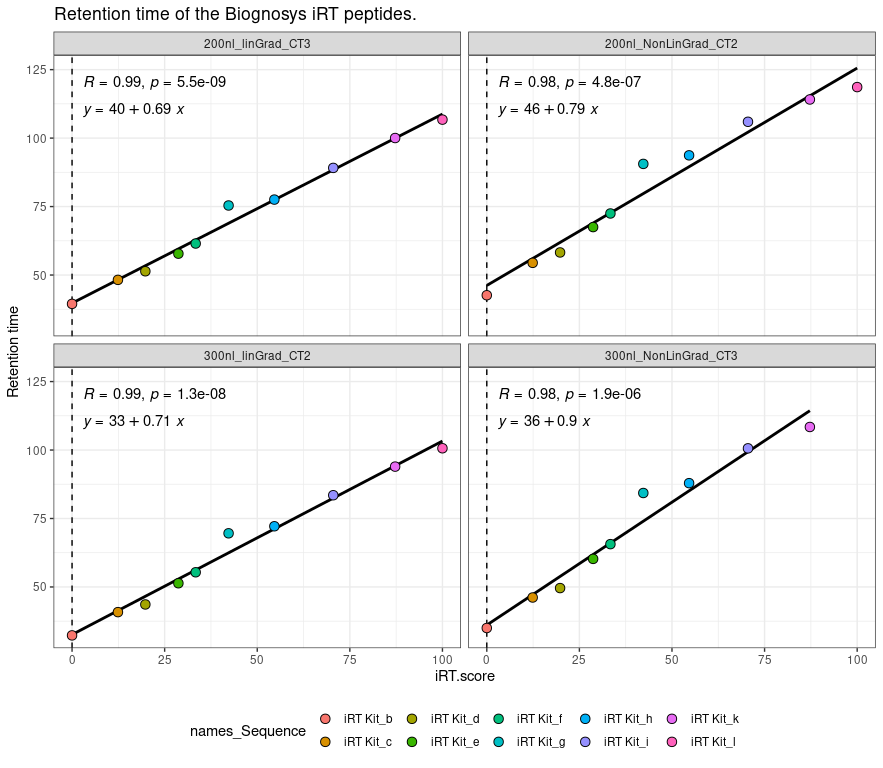 Retention time of the Biognosys iRT peptides.
200nl_linGrad_CT3
200nl_NonLinGrad_CT2
R = 0.99, p = 5.5e-09
y = 40 + 0.69 x
R = 0.98, p = 4.8e-07
y = 46 + 0.79 x
125
100
75
50
300nl_linGrad_CT2
300nl_NonLinGrad_CT3
R = 0.99, p = 1.3e-08
y = 33 + 0.71 x
R = 0.98, p = 1.9e-06
y = 36 + 0.9 x
125
100
75
50
Retention time
0 25 50 75 100
0 25 50 75 100
iRT.score
names_Sequence
iRT Kit_b iRT Kit_d iRT Kit_f iRT Kit_h iRT Kit_k
iRT Kit_c iRT Kit_e iRT Kit_g iRT Kit_i iRT Kit_l